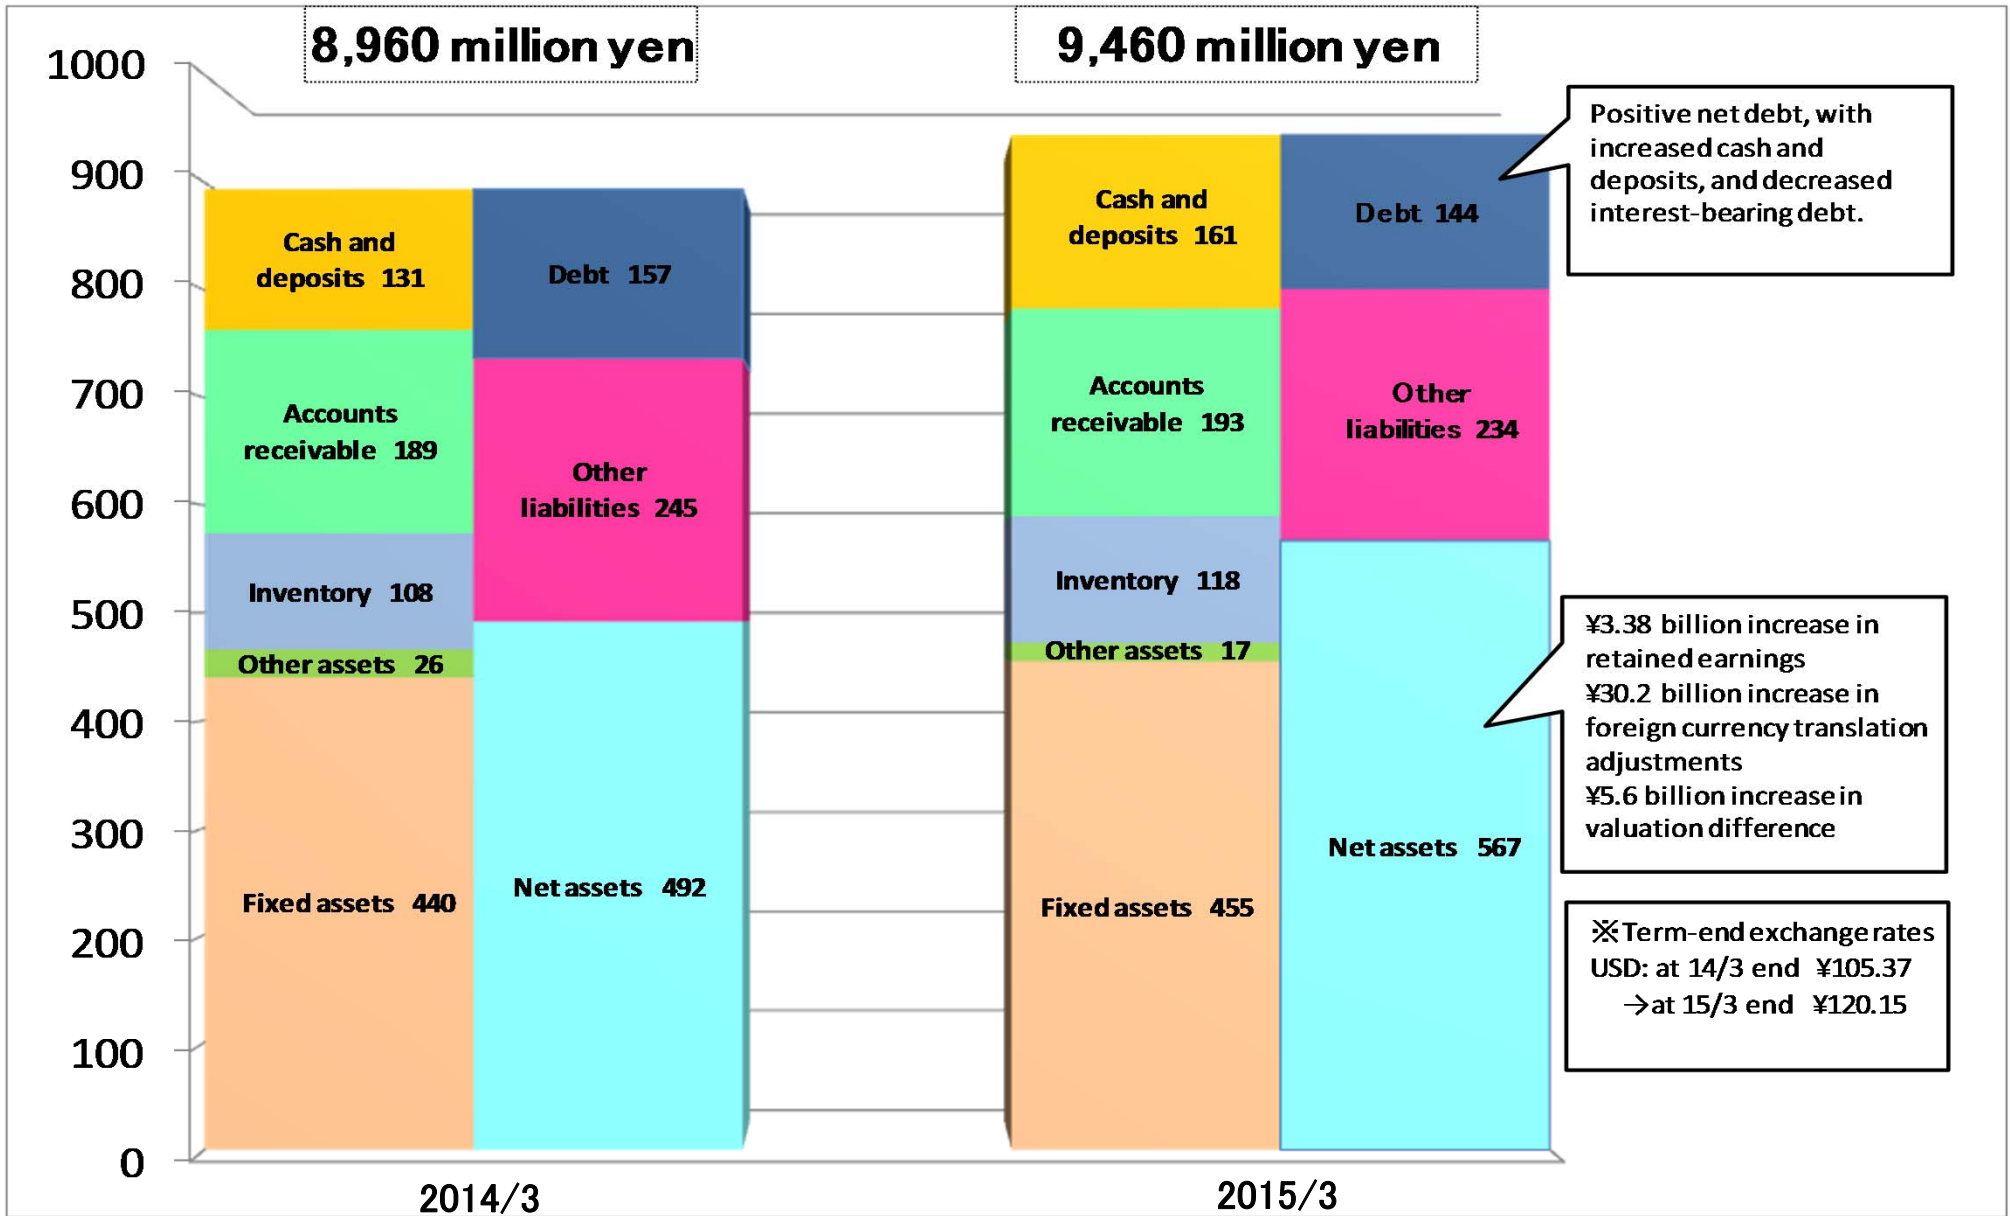 8,960 million yen
9,460 million yen
1000
900
800
700
600
500
400
300
200
100
0
Cash and
deposits 131
Accounts
receivable 189
Inventory 108
Other assets 26
Fixed assets 440
Debt 157
Other
liabilities 245
Net assets 492
Cash and
deposits 161
Accounts
receivable 193
Inventory 118
Other assets 17
Fixed assets 455
Debt 144
Other
liabilities 234
Net assets 567
Positive net debt, with
increased cash and
deposits, and decreased
interest-bearing debt.
¥3.38 billion increase in
retained earnings
¥30.2 billion increase in
foreign currency translation
adjustments
¥5.6 billion increase in
valuation difference
※Term-end exchange rates
USD: at 14/3 end ¥105.37
→at 15/3 end ¥120.15
2014/3
2015/3